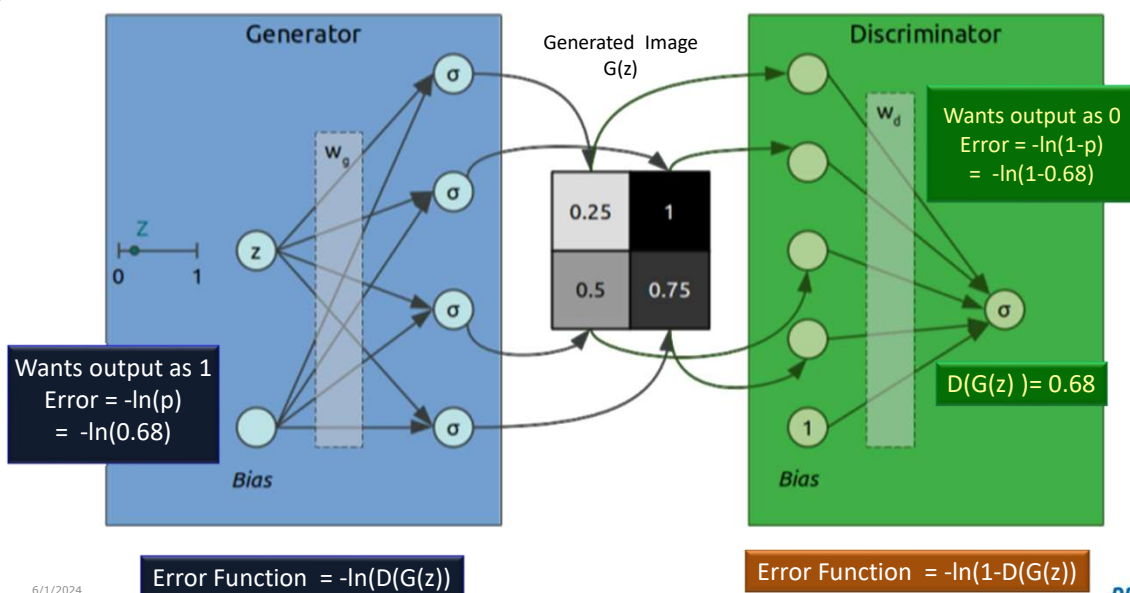 Generator
Generated Image
G(z)
Discriminator
σ
w_g
σ
Z
0
1
z
σ
σ
Bias
0.25
1
0.5
0.75
w_d
Wants output as 0
Error = -ln(1-p)
= -ln(1-0.68)
σ
D(G(z) )= 0.68
1
Bias
Wants output as 1
Error = -ln(p)
= -ln(0.68)
Error Function = -ln(D(G(z))
Error Function = -ln(1-D(G(z))
6/1/2024